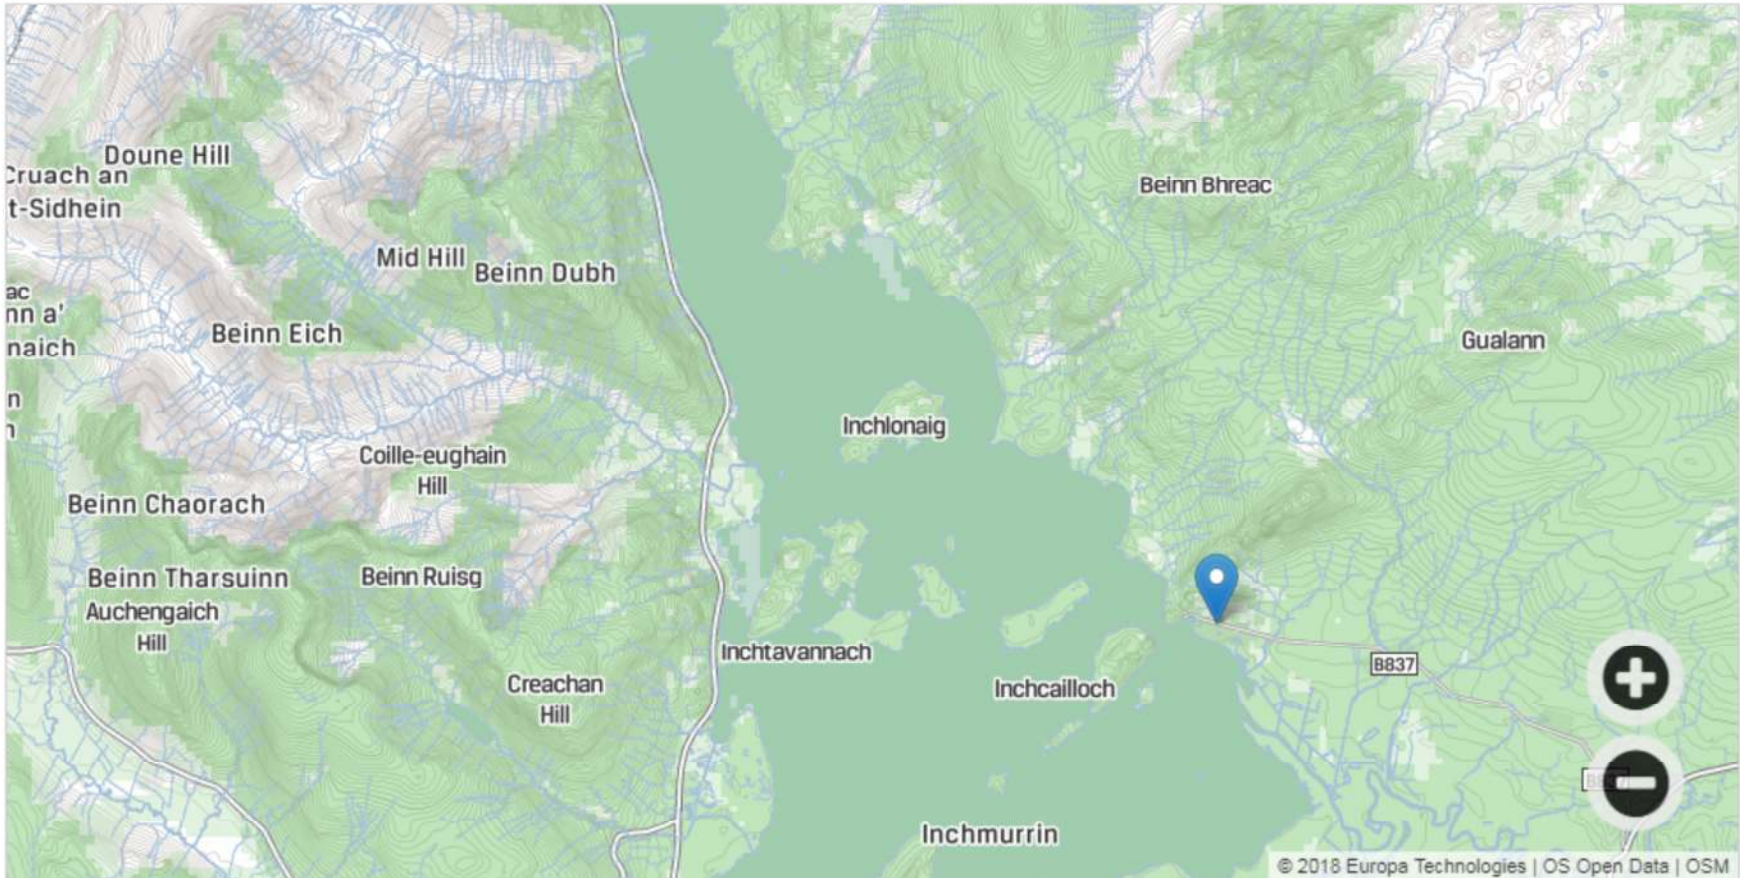 Doune Hill
Cruach an
t-Sidhein
Beinn Bhreac
Mid Hill
Beinn Dubh
ac
nn a'
naich
Beinn Eich
Gualann
n
Inchlonaig
Coille-eughain
Hill
Beinn Chaorach
Beinn Tharsuinn
Auchengaich
Hill
Beinn Ruisg
Inchtavannach
B837
Creachan
Hill
Inchcailloch
Inchmurrin
© 2018 Europa Technologies | OS Open Data | OSM